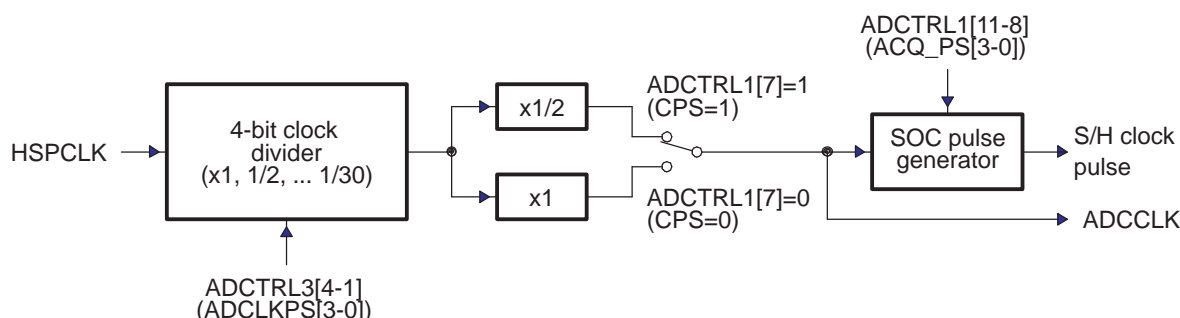 ADCTRL1[11-8]
(ACQ_PS[3-0])
HSPCLK
4-bit clock
divider
(x1, 1/2, ... 1/30)
x1/2
x1
ADCTRL1[7]=1
(CPS=1)
ADCTRL1[7]=0
(CPS=0)
SOC pulse
generator
S/H clock
pulse
ADCCLK
ADCTRL3[4-1]
(ADCLKPS[3-0])